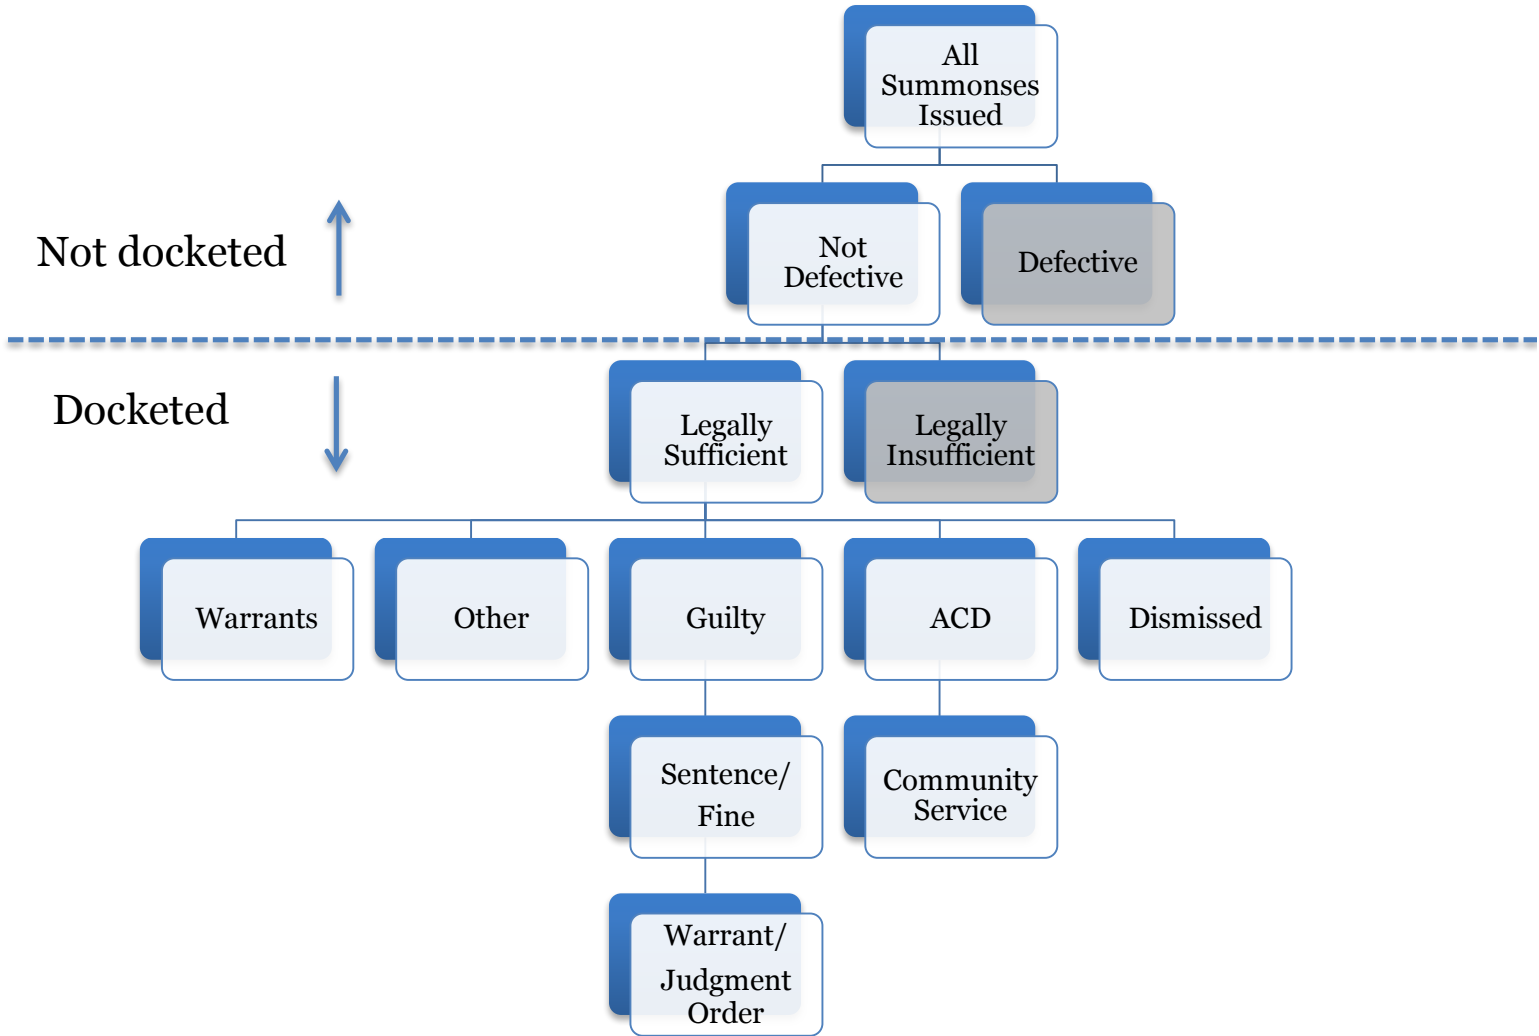 All
Summonses
Issued
Not docketed
Not
Defective
Defective
Docketed
Legally
Sufficient
Legally
Insufficient
Warrants
Other
Guilty
ACD
Dismissed
Sentence/
Fine
Community
Service
Warrant/
Judgment
Order